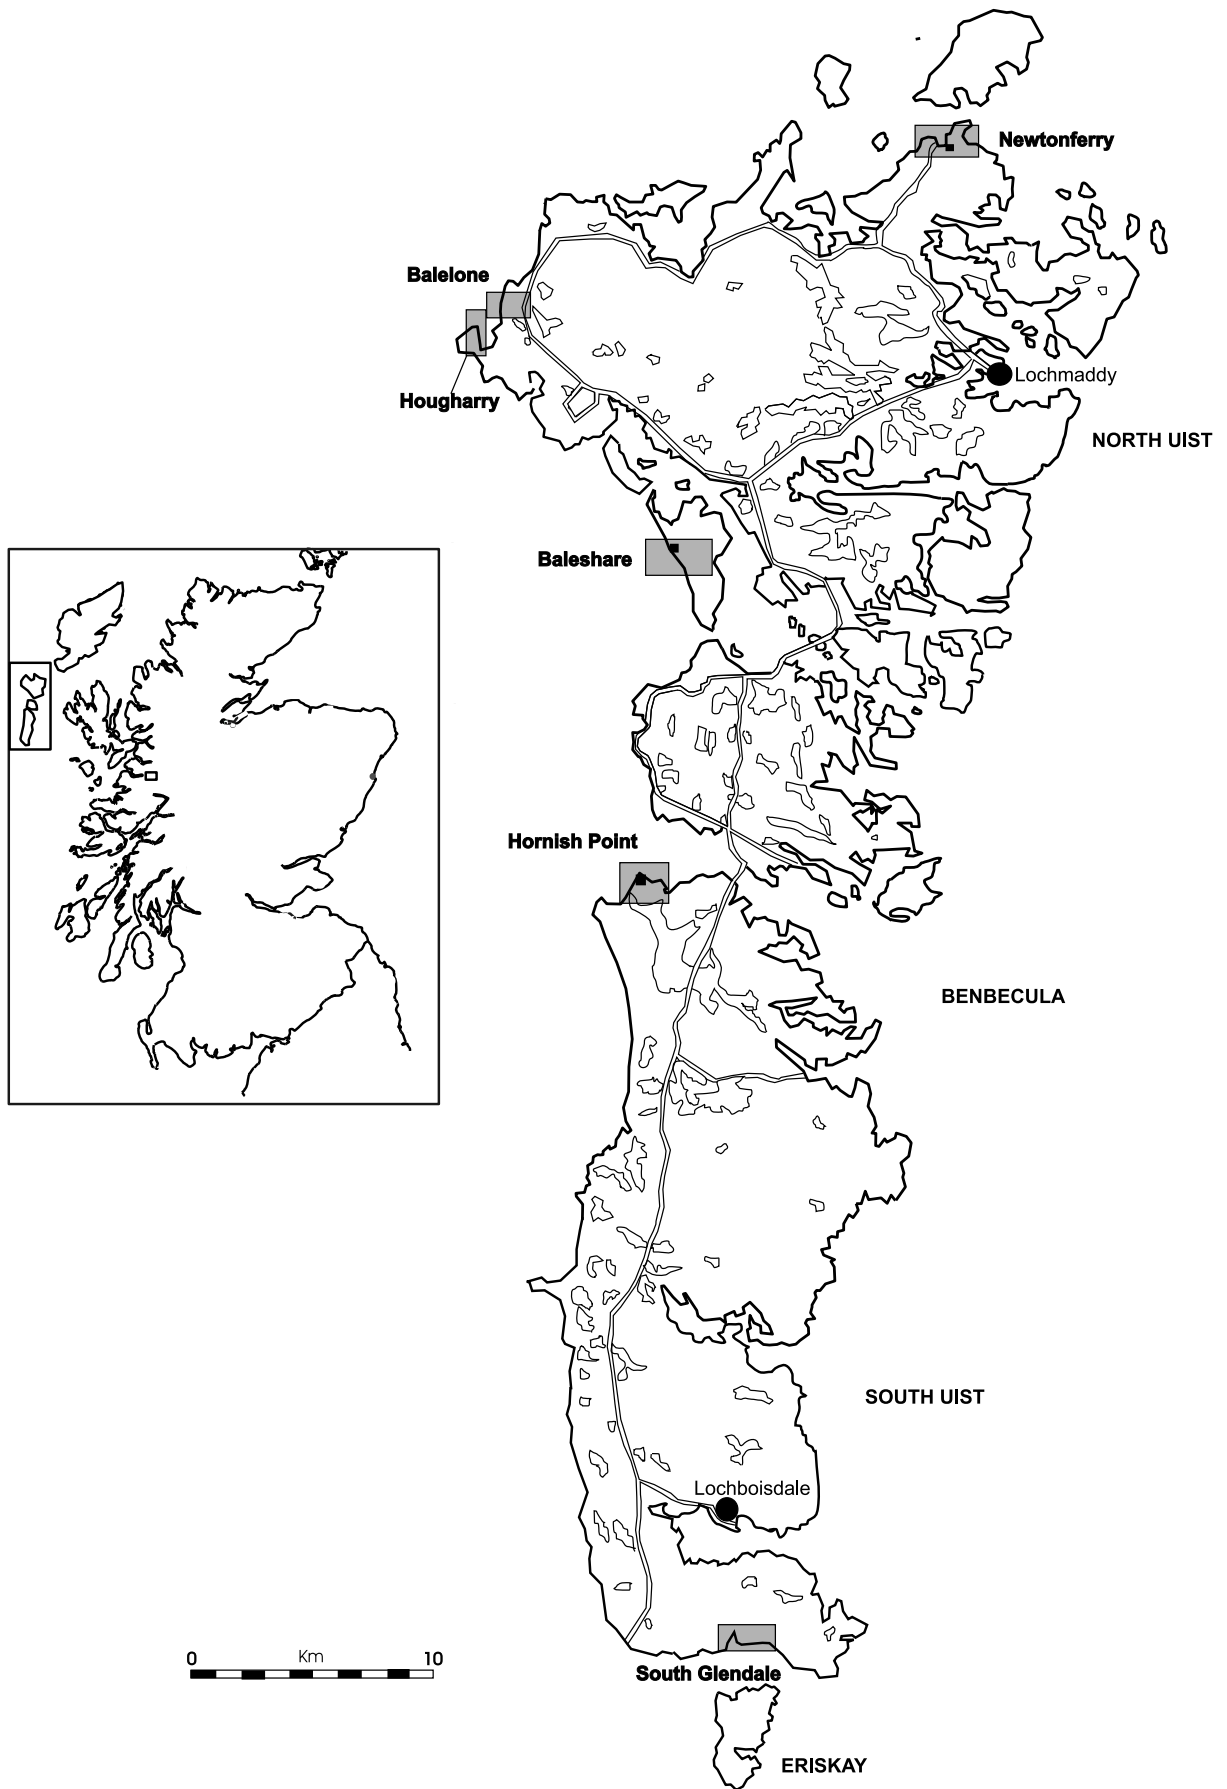 Newtonferry
Balelone
Lochmaddy
Hougharry
NORTH UIST
Baleshare
Hornish Point
BENBECULA
SOUTH UIST
Lochboisdale
0 Km 10
South Glendale
ERISKAY